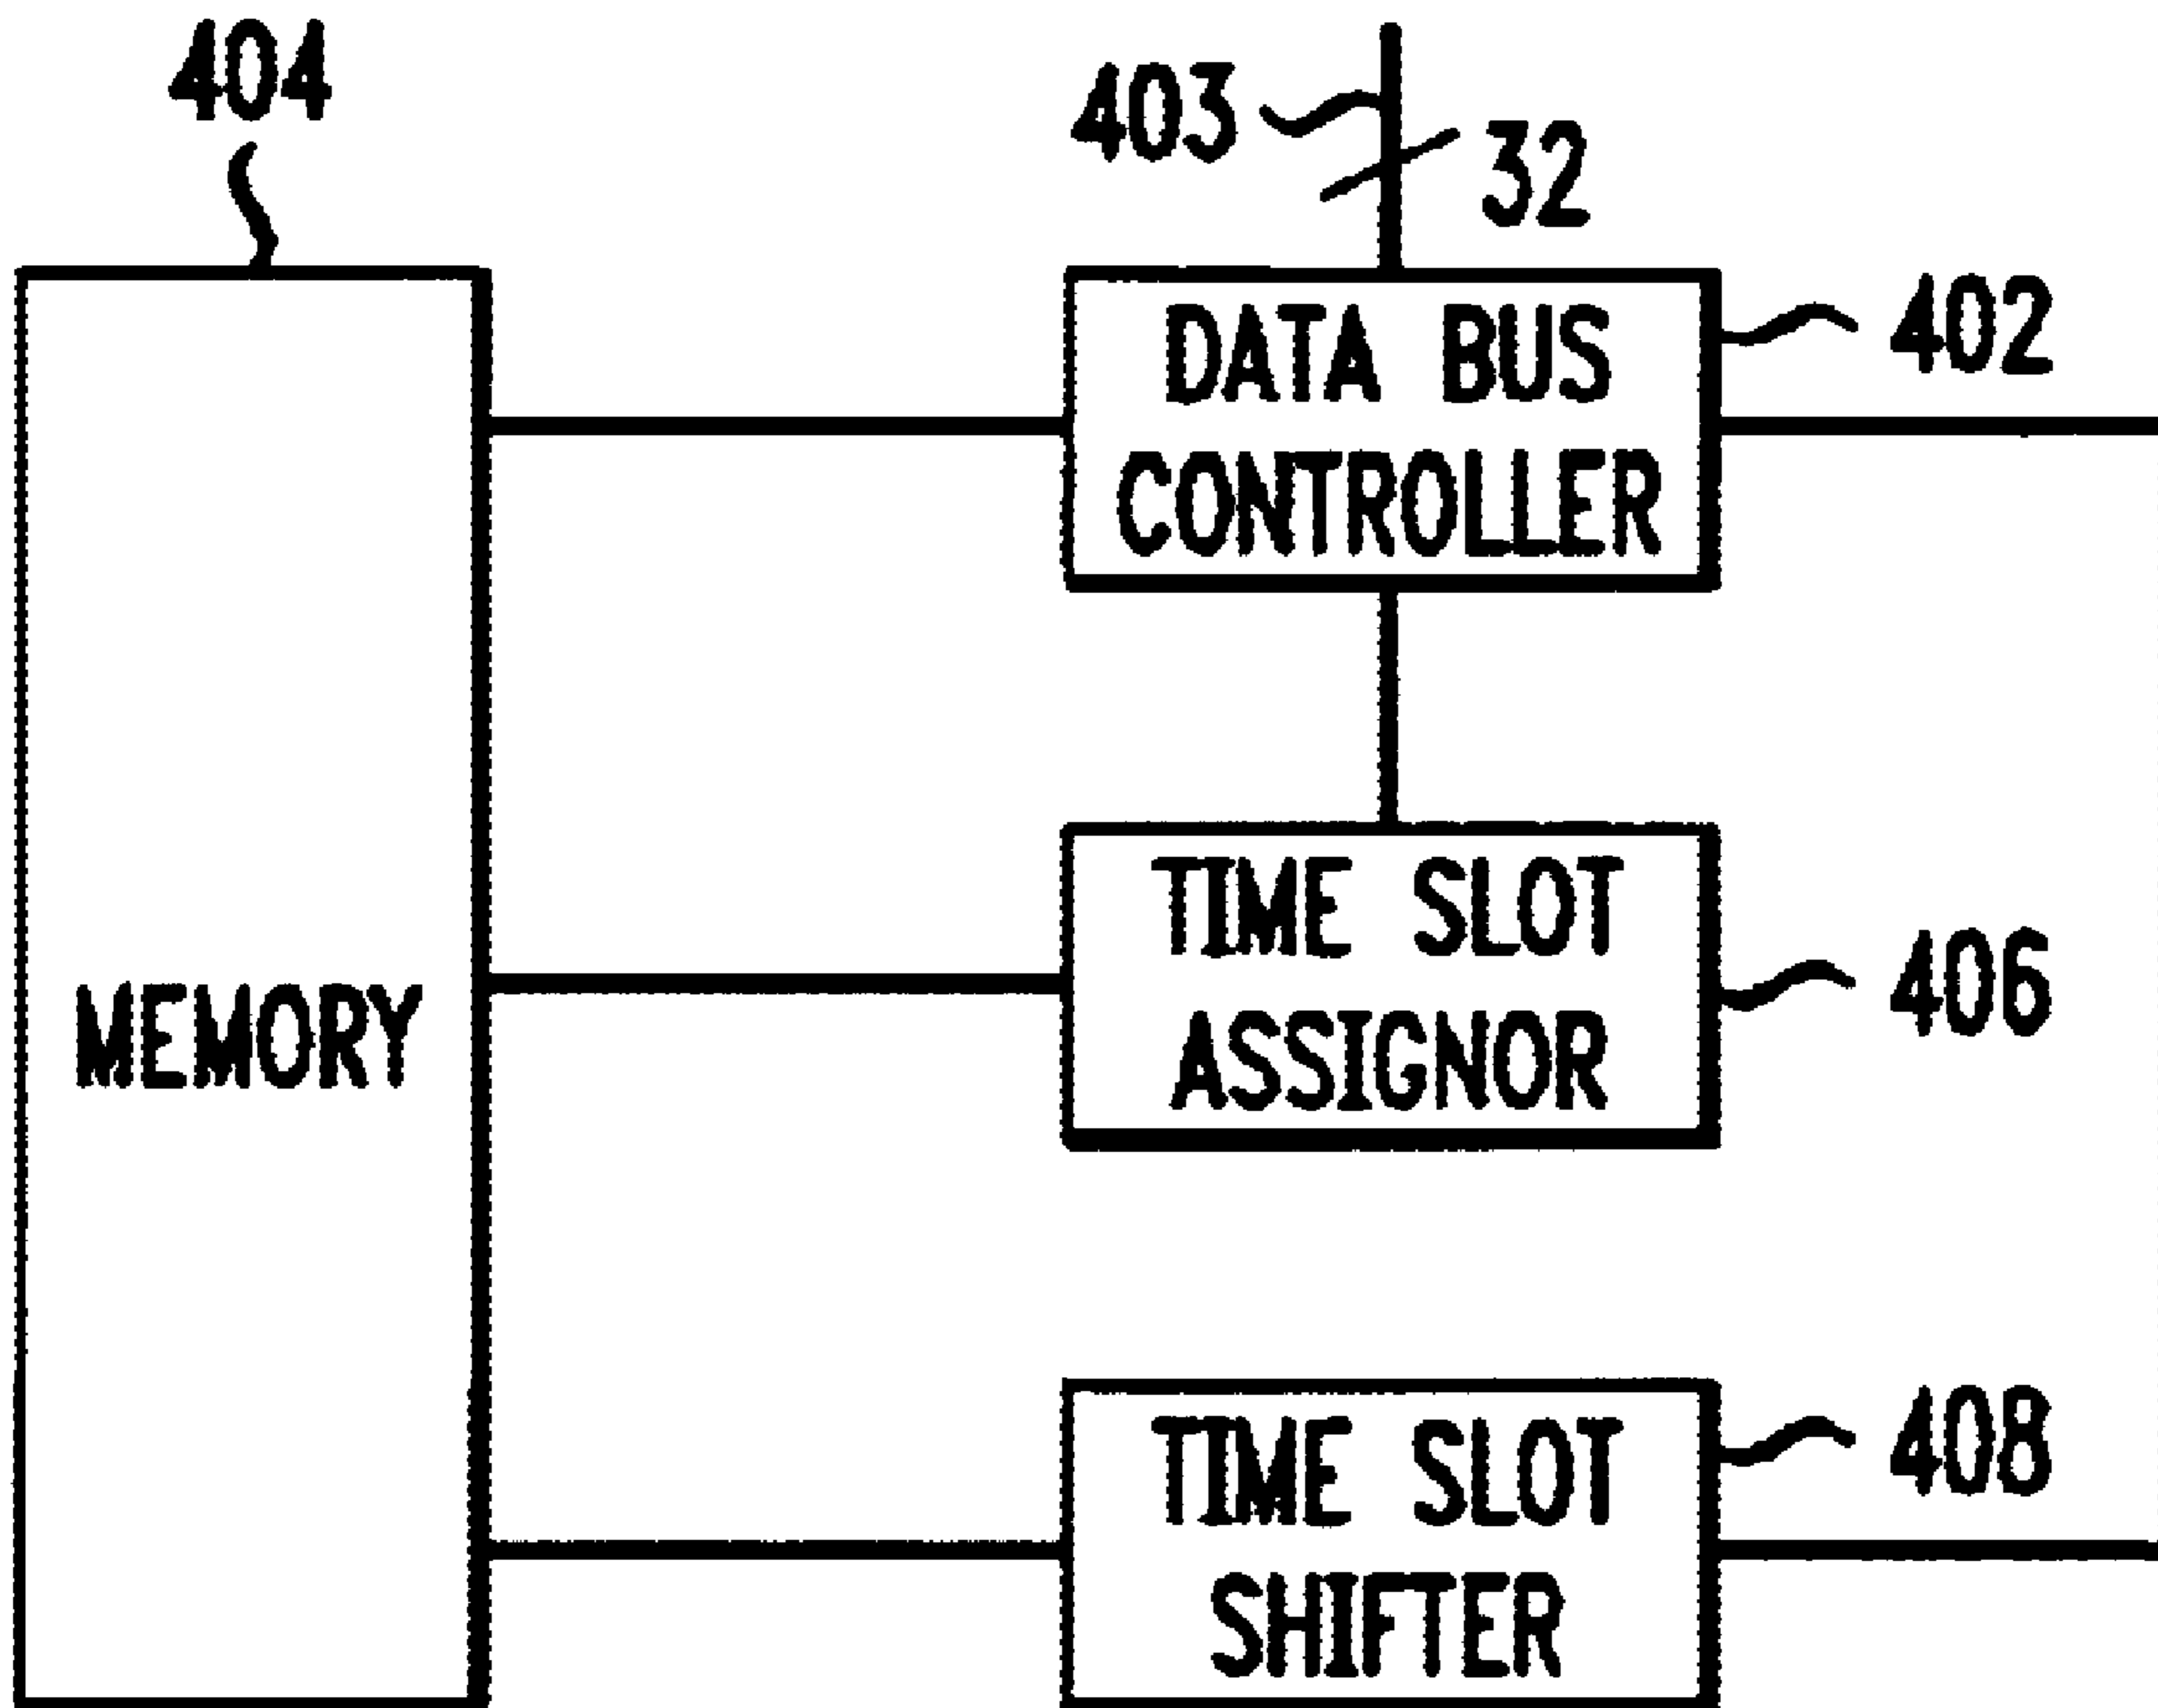 404
403
32
DATA BUS
CONTROLLER
402
MEMORY
TIME SLOT
ASSIGNOR
406
TIME SLOT
SHIFTER
408